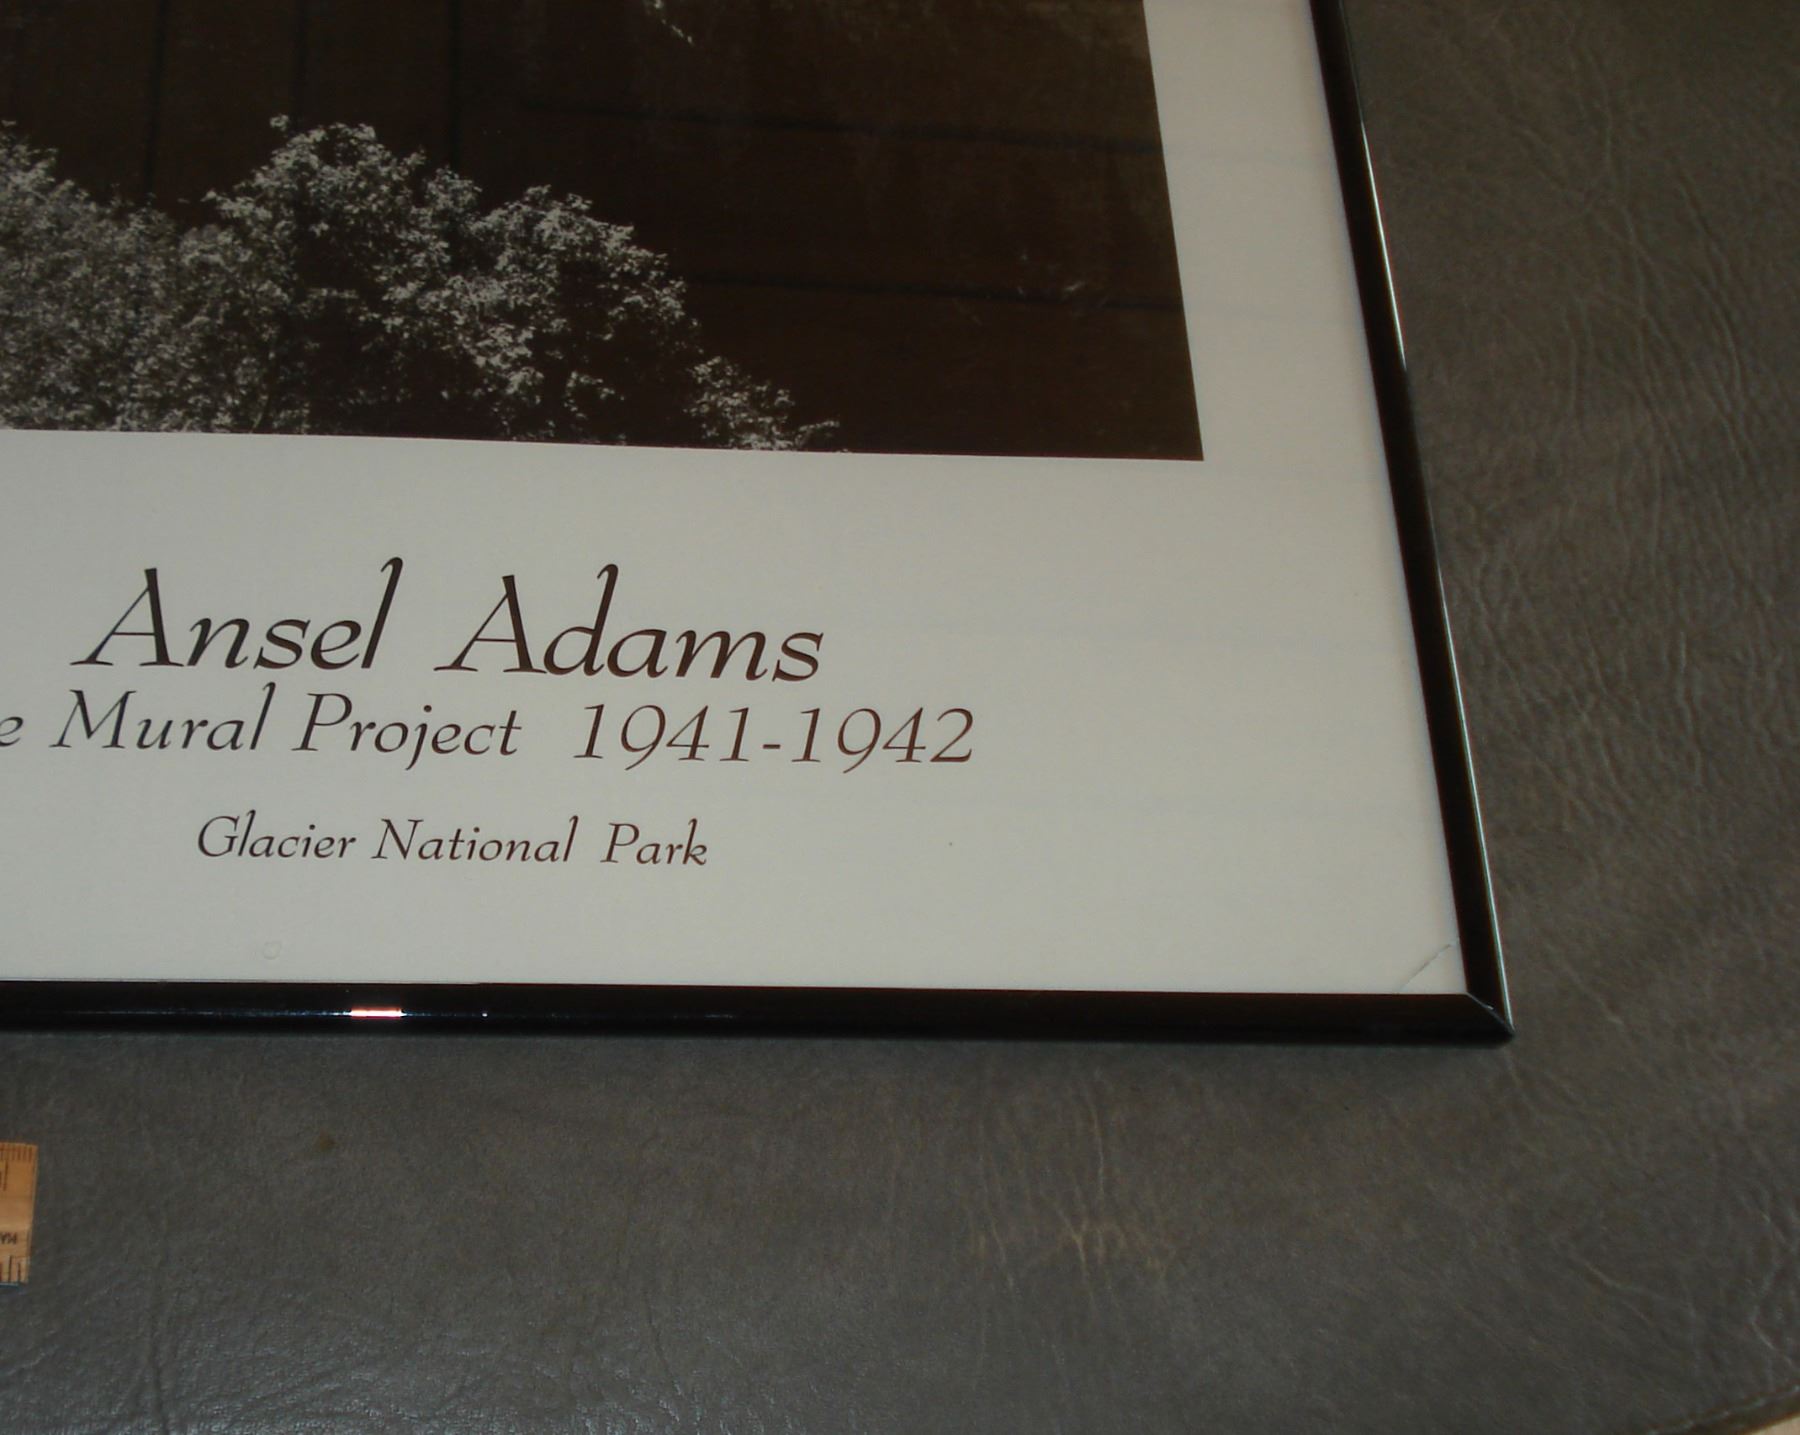 Ansel Adams
e Mural Project 1941-1942
Glacier National Park